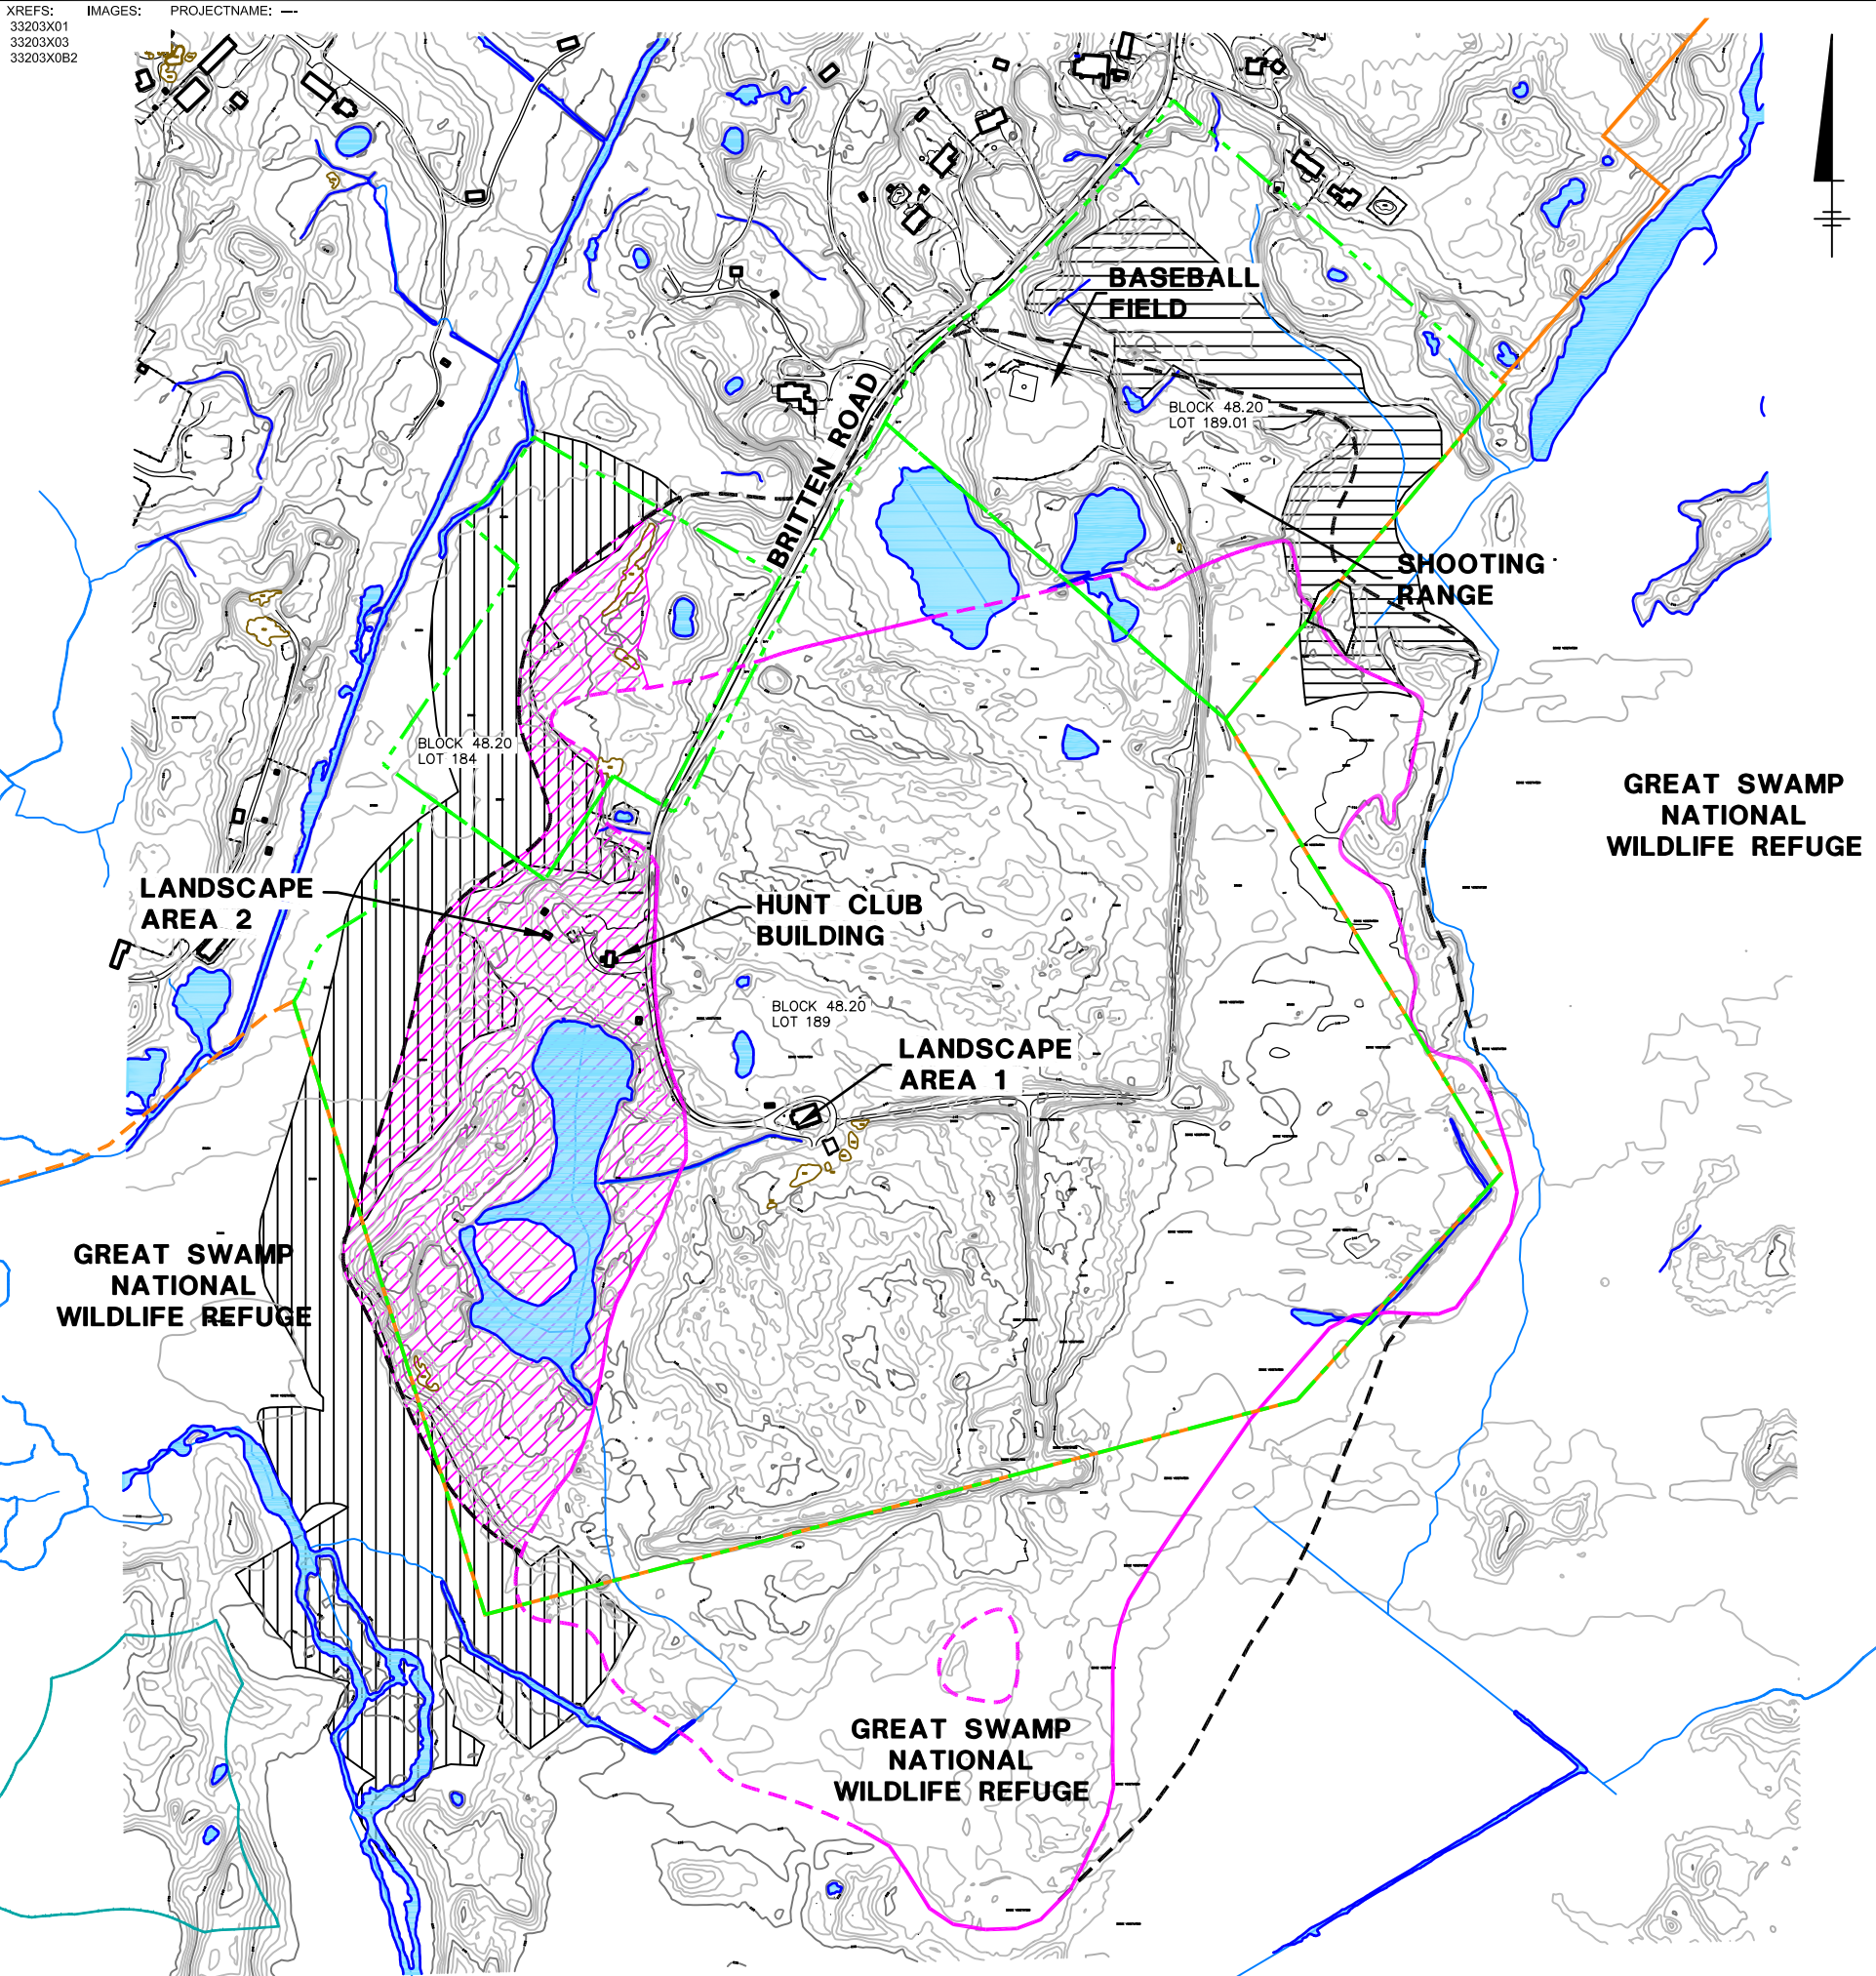 XREFS: IMAGES: PROJECTNAME: ---
33203X01
33203X03
33203X0B2
BASEBALL
FIELD
BRITTEN ROAD
BLOCK 48.20
LOT 189.01
SHOOTING
RANGE
BLOCK 48.20
LOT 184
GREAT SWAMP
NATIONAL
WILDLIFE REFUGE
LANDSCAPE
AREA 2
HUNT CLUB
BUILDING
BLOCK 48.20
LOT 189
LANDSCAPE
AREA 1
GREAT SWAMP
NATIONAL
WILDLIFE REFUGE
GREAT SWAMP
NATIONAL
WILDLIFE REFUGE